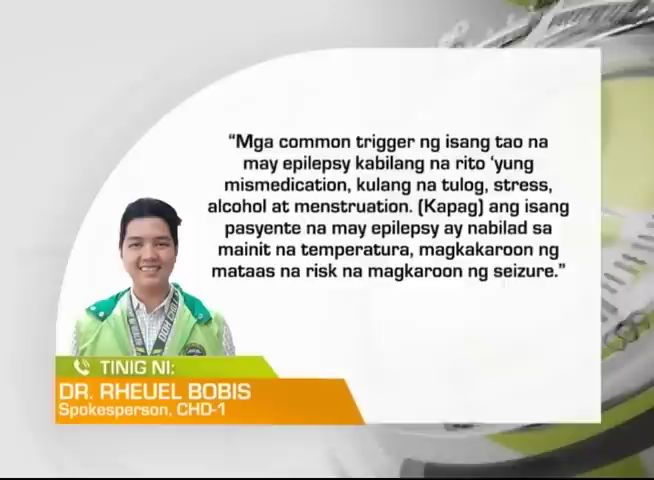 “Mga common trigger ng isang tao na
may epilepsy kabilang na rito ‘yung
mismedication, kulang na tulog, stress,
alcohol at menstruation. (Kapag) ang isang
pasyente na may epilepsy ay nabilad sa
mainit na temperatura, magkakaroon ng
mataas na risk na magkaroon ng seizure.”
TINIG NI:
DR. RHEUEL BOBIS
Spokesperson, CHD-1